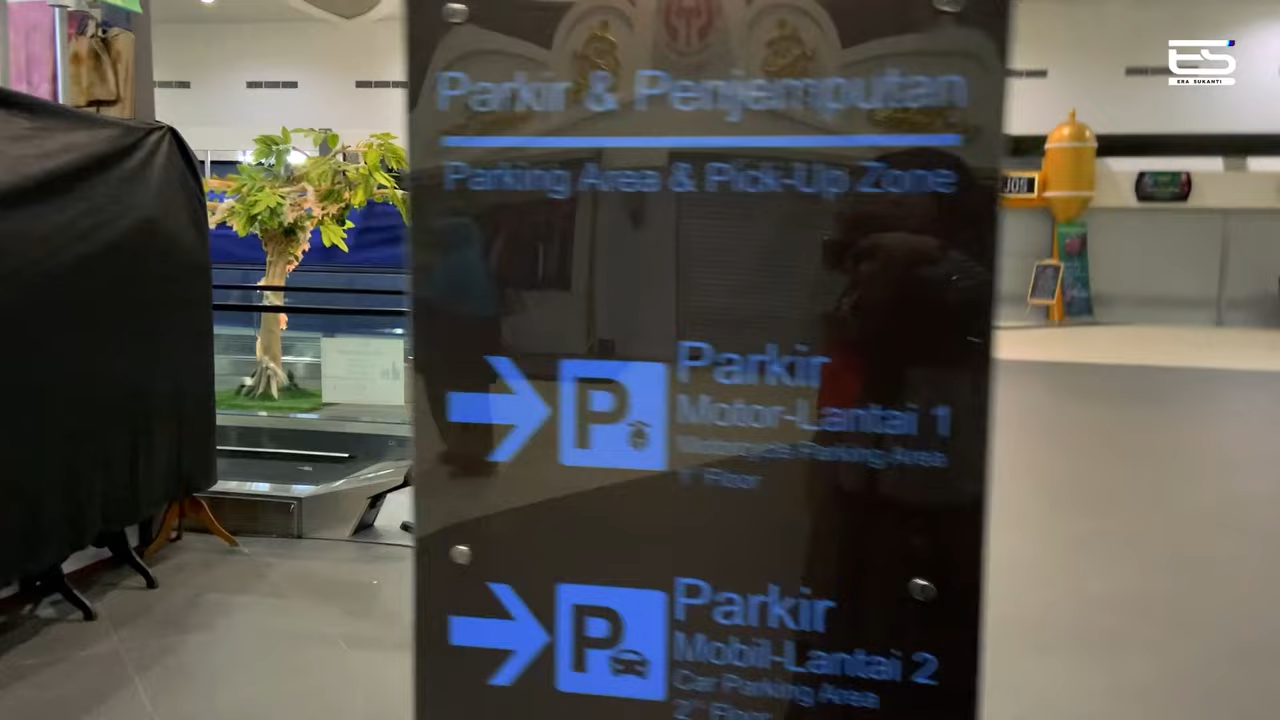 ERA SUKANTI
Parkir & Penjemputan
Parking Area & Pick-Up Zone
JOB
Parkir
Motor-Lantai 1
Motorcycle Parking Area
1st Floor
Parkir
Mobil-Lantai 2
Car Parking Area
2nd Floor